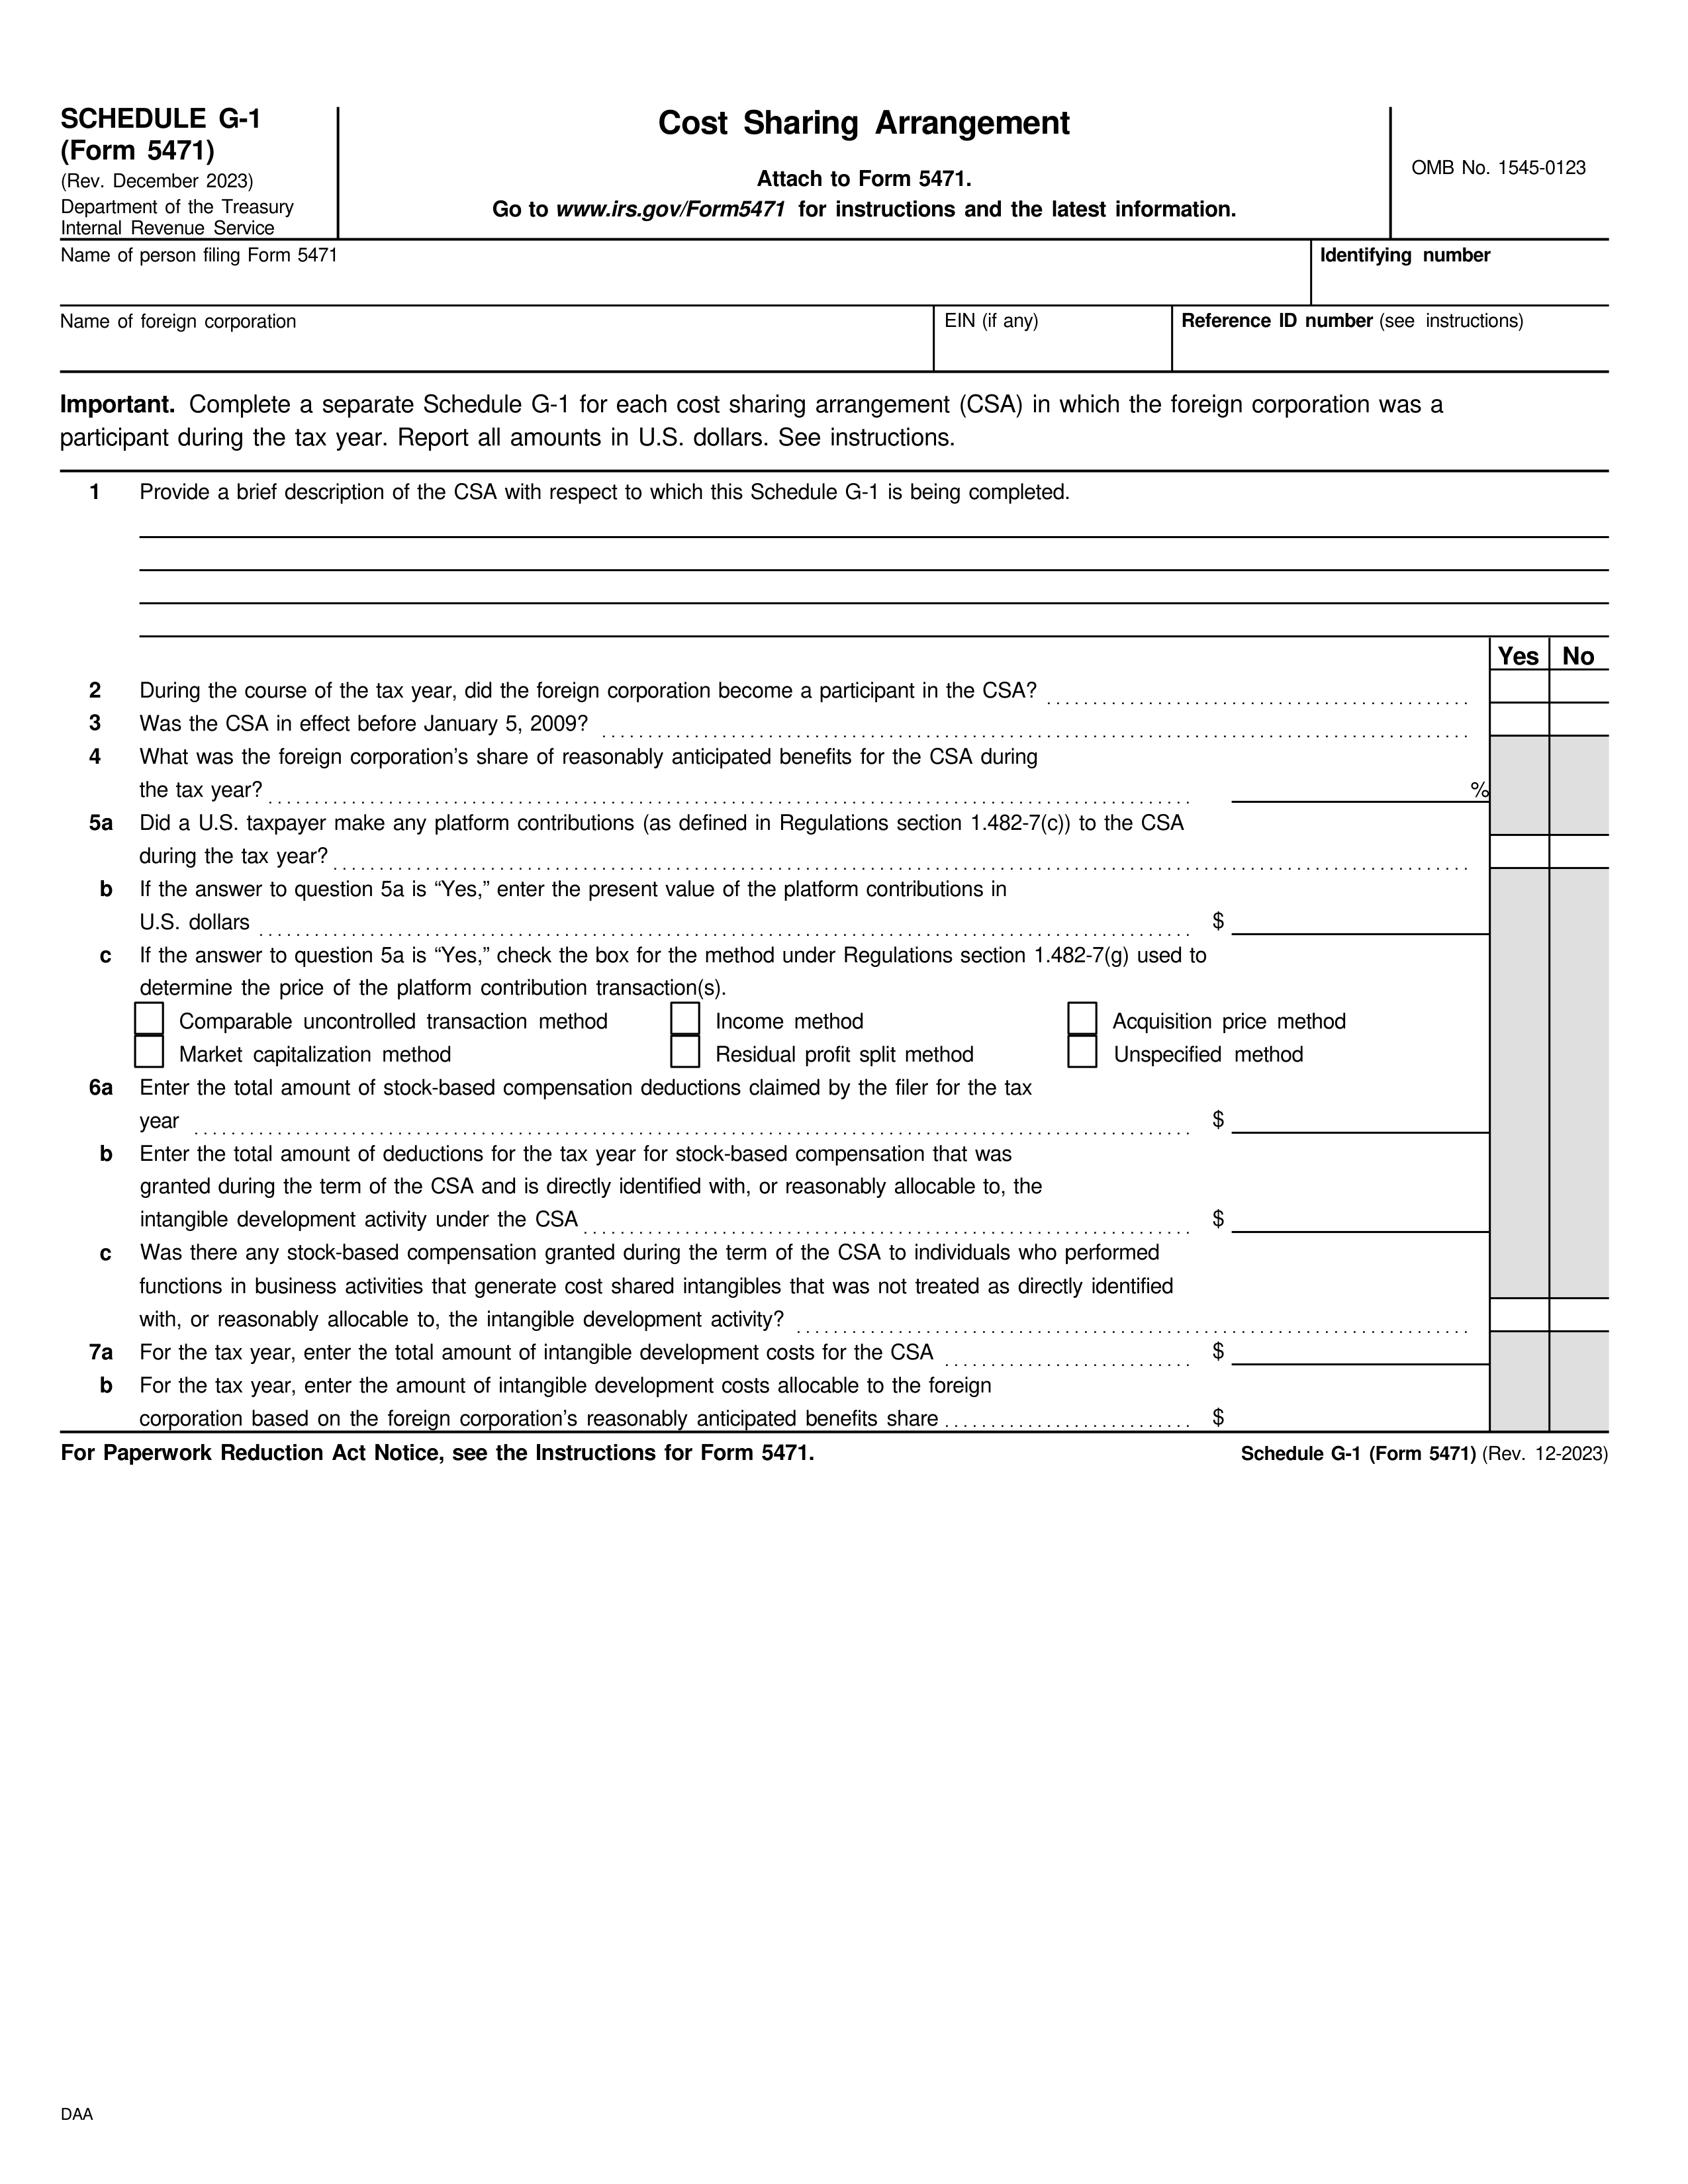 SCHEDULE G-1
(Form 5471)
(Rev. December 2023)
Department of the Treasury
Internal Revenue Service
Cost Sharing Arrangement
Attach to Form 5471.
Go to www.irs.gov/Form5471 for instructions and the latest information.
OMB No. 1545-0123
Name of person filing Form 5471
Identifying number
Name of foreign corporation
EIN (if any)
Reference ID number (see instructions)
Important. Complete a separate Schedule G-1 for each cost sharing arrangement (CSA) in which the foreign corporation was a
participant during the tax year. Report all amounts in U.S. dollars. See instructions.
1 Provide a brief description of the CSA with respect to which this Schedule G-1 is being completed.
Yes No
2 During the course of the tax year, did the foreign corporation become a participant in the CSA?
3 Was the CSA in effect before January 5, 2009?
4 What was the foreign corporation’s share of reasonably anticipated benefits for the CSA during
the tax year? %
5a Did a U.S. taxpayer make any platform contributions (as defined in Regulations section 1.482-7(c)) to the CSA
during the tax year?
b If the answer to question 5a is “Yes,” enter the present value of the platform contributions in
U.S. dollars $
c If the answer to question 5a is “Yes,” check the box for the method under Regulations section 1.482-7(g) used to
determine the price of the platform contribution transaction(s).
Comparable uncontrolled transaction method Income method Acquisition price method
Market capitalization method Residual profit split method Unspecified method
6a Enter the total amount of stock-based compensation deductions claimed by the filer for the tax
year $
b Enter the total amount of deductions for the tax year for stock-based compensation that was
granted during the term of the CSA and is directly identified with, or reasonably allocable to, the
intangible development activity under the CSA $
c Was there any stock-based compensation granted during the term of the CSA to individuals who performed
functions in business activities that generate cost shared intangibles that was not treated as directly identified
with, or reasonably allocable to, the intangible development activity?
7a For the tax year, enter the total amount of intangible development costs for the CSA $
b For the tax year, enter the amount of intangible development costs allocable to the foreign
corporation based on the foreign corporation’s reasonably anticipated benefits share $
For Paperwork Reduction Act Notice, see the Instructions for Form 5471.
Schedule G-1 (Form 5471) (Rev. 12-2023)
DAA